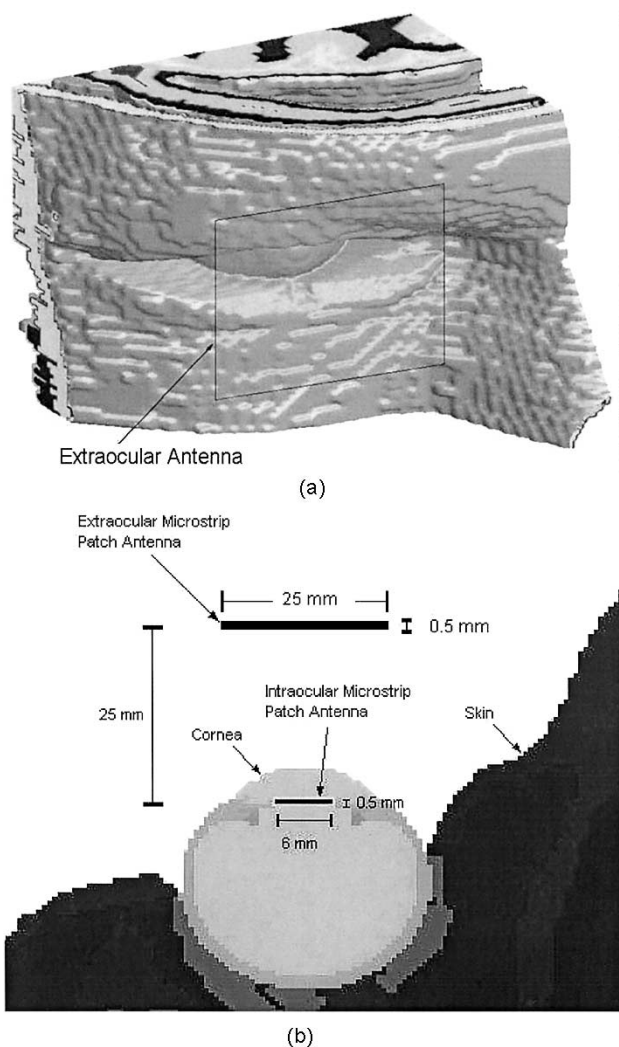 Extraocular Antenna
(a)
Extraocular Microstrip
Patch Antenna
25 mm
0.5 mm
25 mm
Intraocular Microstrip
Patch Antenna
Skin
Cornea
0.5 mm
6 mm
(b)